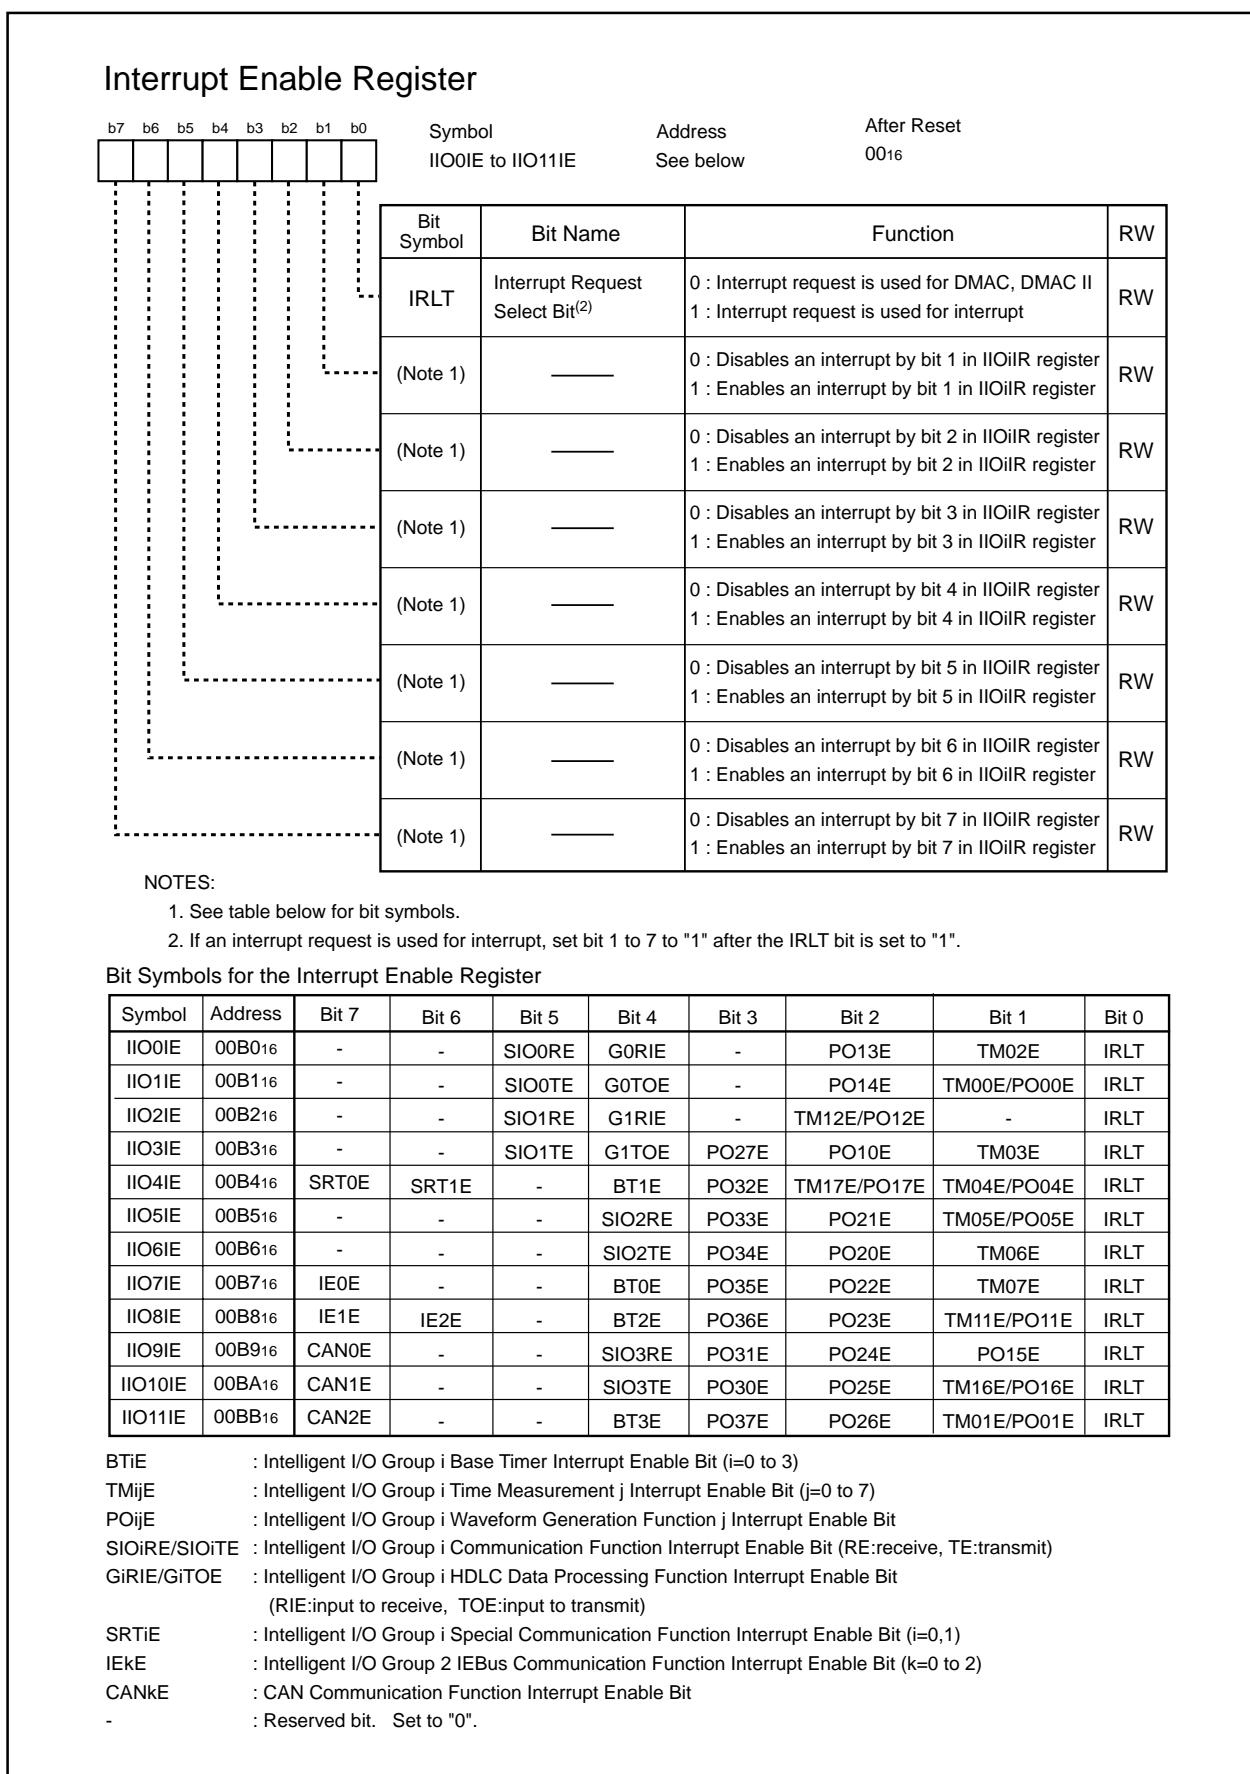 Interrupt Enable Register
b7 b6 b5 b4 b3 b2 b1 b0
Symbol Address After Reset
IIO0IE to IIO11IE See below 0016
Bit Symbol Bit Name Function RW
IRLT Interrupt Request Select Bit(2) 0 : Interrupt request is used for DMAC, DMAC II RW
1 : Interrupt request is used for interrupt
(Note 1) 0 : Disables an interrupt by bit 1 in IIOiIR register RW
1 : Enables an interrupt by bit 1 in IIOiIR register
(Note 1) 0 : Disables an interrupt by bit 2 in IIOiIR register RW
1 : Enables an interrupt by bit 2 in IIOiIR register
(Note 1) 0 : Disables an interrupt by bit 3 in IIOiIR register RW
1 : Enables an interrupt by bit 3 in IIOiIR register
(Note 1) 0 : Disables an interrupt by bit 4 in IIOiIR register RW
1 : Enables an interrupt by bit 4 in IIOiIR register
(Note 1) 0 : Disables an interrupt by bit 5 in IIOiIR register RW
1 : Enables an interrupt by bit 5 in IIOiIR register
(Note 1) 0 : Disables an interrupt by bit 6 in IIOiIR register RW
1 : Enables an interrupt by bit 6 in IIOiIR register
(Note 1) 0 : Disables an interrupt by bit 7 in IIOiIR register RW
1 : Enables an interrupt by bit 7 in IIOiIR register
NOTES:
1. See table below for bit symbols.
2. If an interrupt request is used for interrupt, set bit 1 to 7 to "1" after the IRLT bit is set to "1".
Bit Symbols for the Interrupt Enable Register
Symbol Address Bit 7 Bit 6 Bit 5 Bit 4 Bit 3 Bit 2 Bit 1 Bit 0
IIO0IE 00B016 - - SIO0RE G0RIE - PO13E TM02E IRLT
IIO1IE 00B116 - - SIO0TE G0TOE - PO14E TM00E/PO00E IRLT
IIO2IE 00B216 - - SIO1RE G1RIE - TM12E/PO12E - IRLT
IIO3IE 00B316 - - SIO1TE G1TOE PO27E PO10E TM03E IRLT
IIO4IE 00B416 SRT0E SRT1E - BT1E PO32E TM17E/PO17E TM04E/PO04E IRLT
IIO5IE 00B516 - - - SIO2RE PO33E PO21E TM05E/PO05E IRLT
IIO6IE 00B616 - - - SIO2TE PO34E PO20E TM06E IRLT
IIO7IE 00B716 IE0E - - BT0E PO35E PO22E TM07E IRLT
IIO8IE 00B816 IE1E IE2E - BT2E PO36E PO23E TM11E/PO11E IRLT
IIO9IE 00B916 CAN0E - - SIO3RE PO31E PO24E PO15E IRLT
IIO10IE 00BA16 CAN1E - - SIO3TE PO30E PO25E TM16E/PO16E IRLT
IIO11IE 00BB16 CAN2E - - BT3E PO37E PO26E TM01E/PO01E IRLT
BTiE : Intelligent I/O Group i Base Timer Interrupt Enable Bit (i=0 to 3)
TMijE : Intelligent I/O Group i Time Measurement j Interrupt Enable Bit (j=0 to 7)
POijE : Intelligent I/O Group i Waveform Generation Function j Interrupt Enable Bit
SIOiRE/SIOiTE : Intelligent I/O Group i Communication Function Interrupt Enable Bit (RE:receive, TE:transmit)
GiRIE/GiTOE : Intelligent I/O Group i HDLC Data Processing Function Interrupt Enable Bit
(RIE:input to receive, TOE:input to transmit)
SRTiE : Intelligent I/O Group i Special Communication Function Interrupt Enable Bit (i=0,1)
IEkE : Intelligent I/O Group 2 IEBus Communication Function Interrupt Enable Bit (k=0 to 2)
CANkE : CAN Communication Function Interrupt Enable Bit
- : Reserved bit. Set to "0".